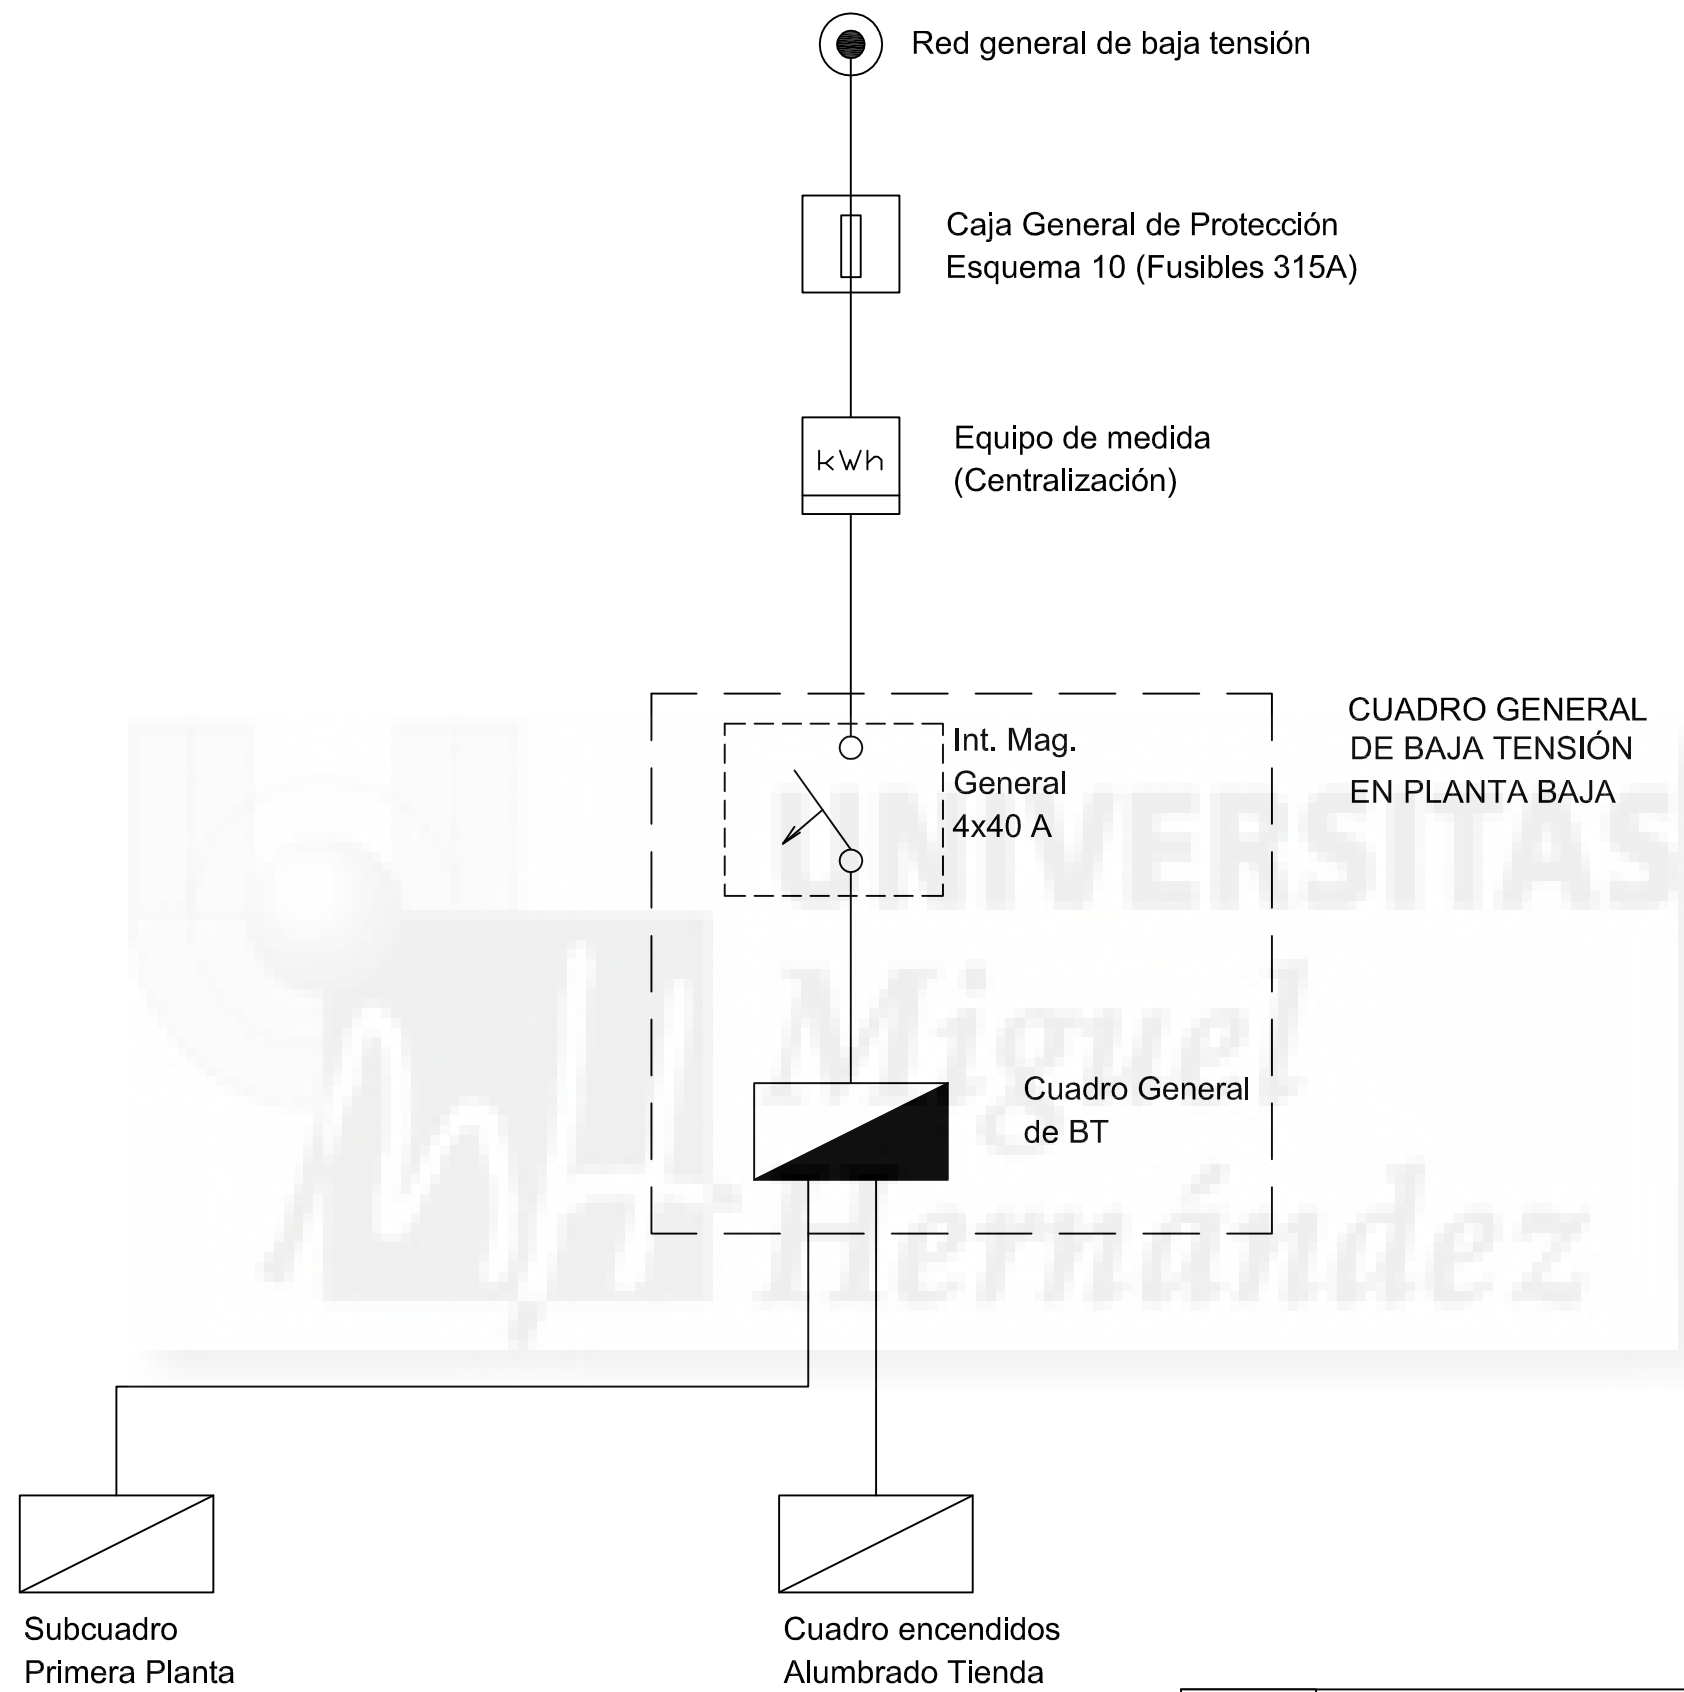 Red general de baja tensión
Caja General de Protección
Esquema 10 (Fusibles 315A)
kWh
Equipo de medida
(Centralización)
CUADRO GENERAL
DE BAJA TENSIÓN
EN PLANTA BAJA
Int. Mag.
General
4x40 A
UNIVERSITAS
Miguel
Hernández
Cuadro General
de BT
Subcuadro
Primera Planta
Cuadro encendidos
Alumbrado Tienda